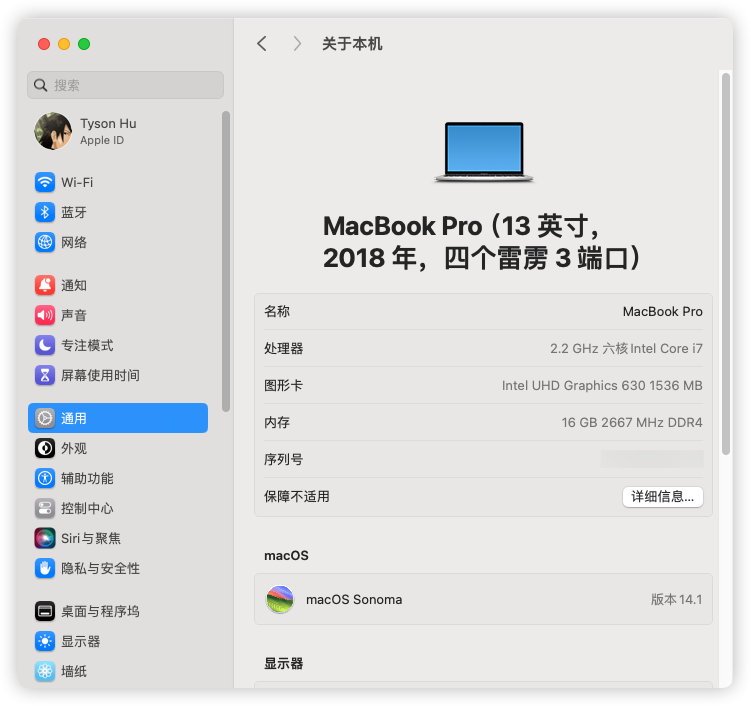 关于本机
搜索
Tyson Hu
Apple ID
Wi-Fi
蓝牙
网络
通知
声音
专注模式
屏幕使用时间
通用
外观
辅助功能
控制中心
Siri与聚焦
隐私与安全性
桌面与程序坞
显示器
墙纸
MacBook Pro（13 英寸，
2018 年，四个雷雳 3 端口）
名称 MacBook Pro
处理器 2.2 GHz 六核Intel Core i7
图形卡 Intel UHD Graphics 630 1536 MB
内存 16 GB 2667 MHz DDR4
序列号
保障不适用 详细信息...
macOS
macOS Sonoma 版本14.1
显示器